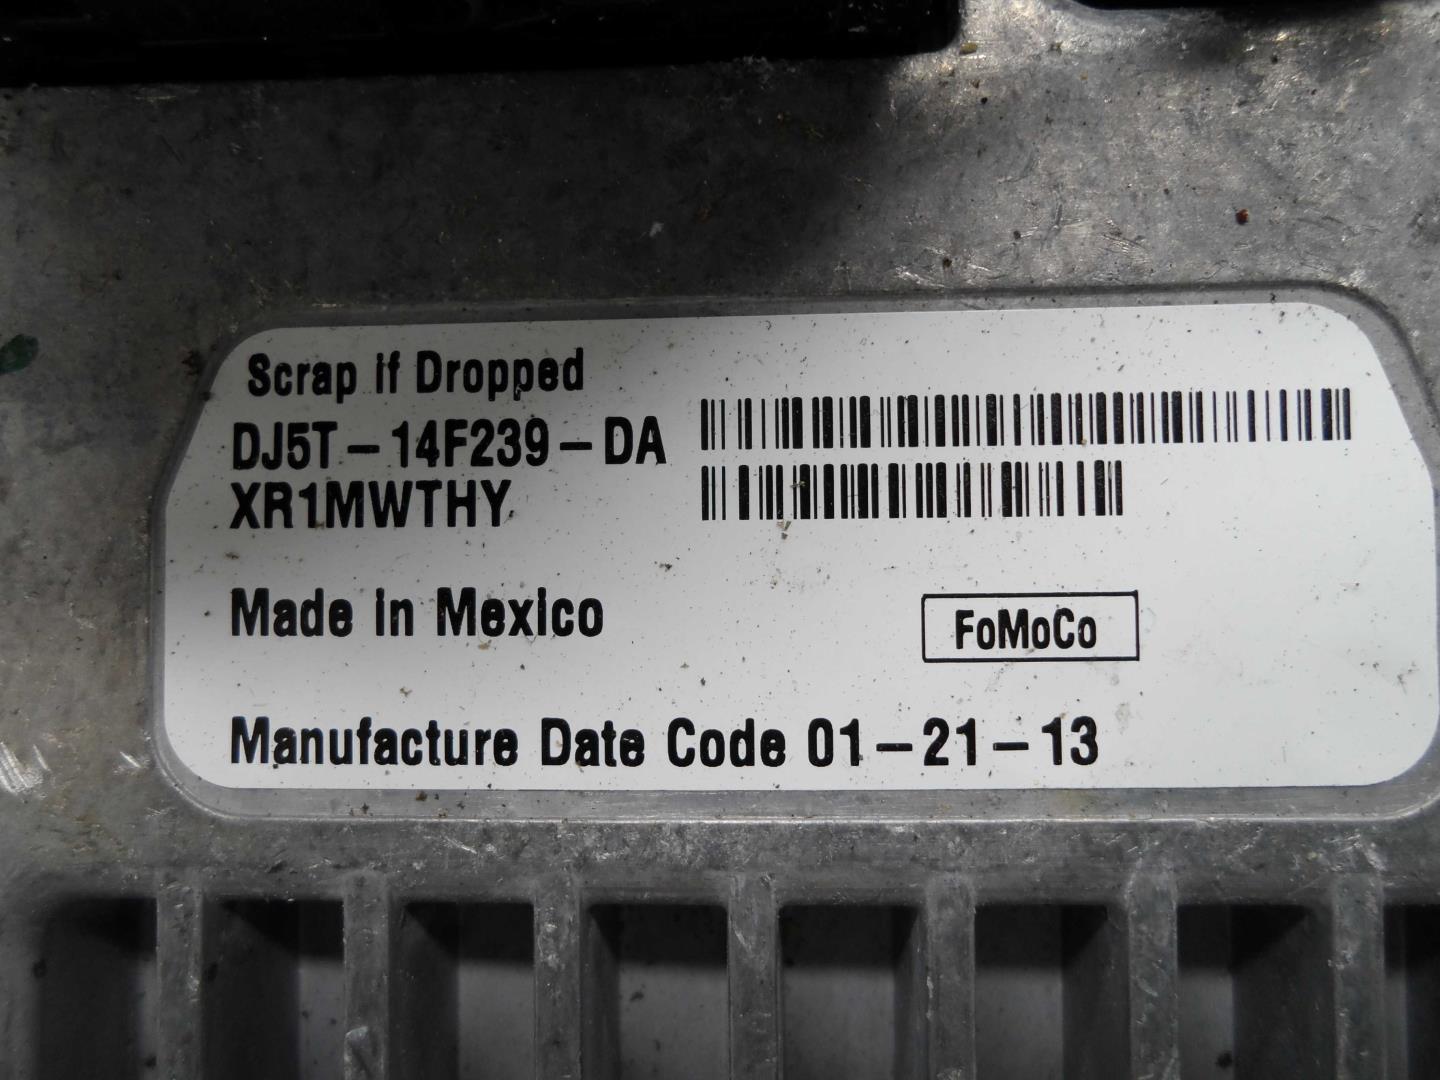 Scrap if Dropped
DJ5T-14F239-DA
XR1MWTHY
Made in Mexico
FoMoCo
Manufacture Date Code 01-21-13